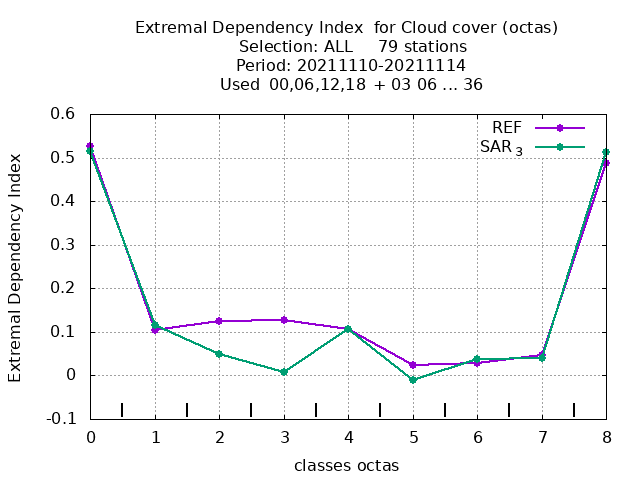 Extremal Dependency Index  for Cloud cover (octas)
Selection: ALL     79 stations
Period: 20211110-20211114
Used  00,06,12,18  + 03 06 ... 36
REF
SAR 3
0.6
0.5
0.4
0.3
0.2
0.1
0
-0.1
Extremal Dependency Index
0 1 2 3 4 5 6 7 8
classes octas